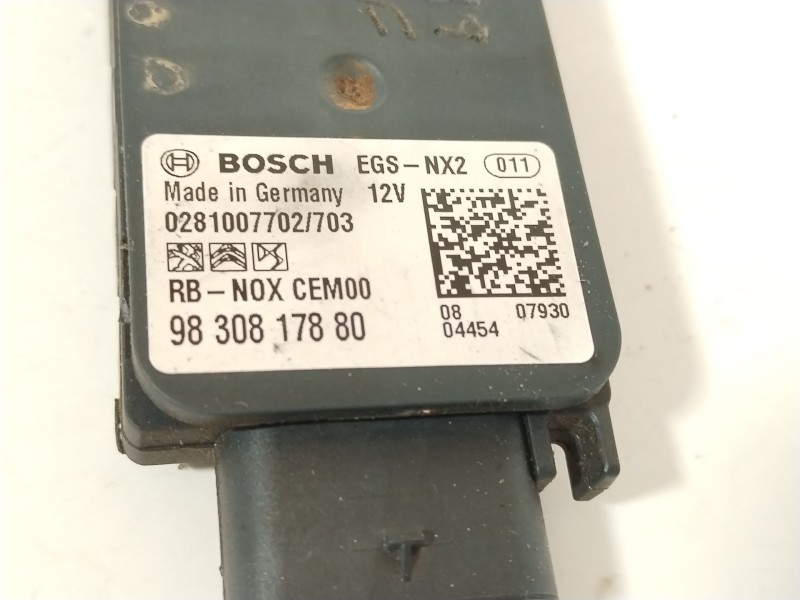 BOSCH EGS-NX2 011
Made in Germany 12V
0281007702/703
RB-NOX CEM00
98 308 178 80
08 07930
04454